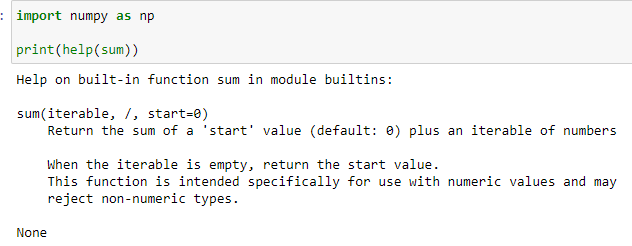 :
import numpy as np
print(help(sum))
Help on built-in function sum in module builtins:
sum(iterable, /, start=0)
    Return the sum of a 'start' value (default: 0) plus an iterable of numbers
    When the iterable is empty, return the start value.
    This function is intended specifically for use with numeric values and may
    reject non-numeric types.
None